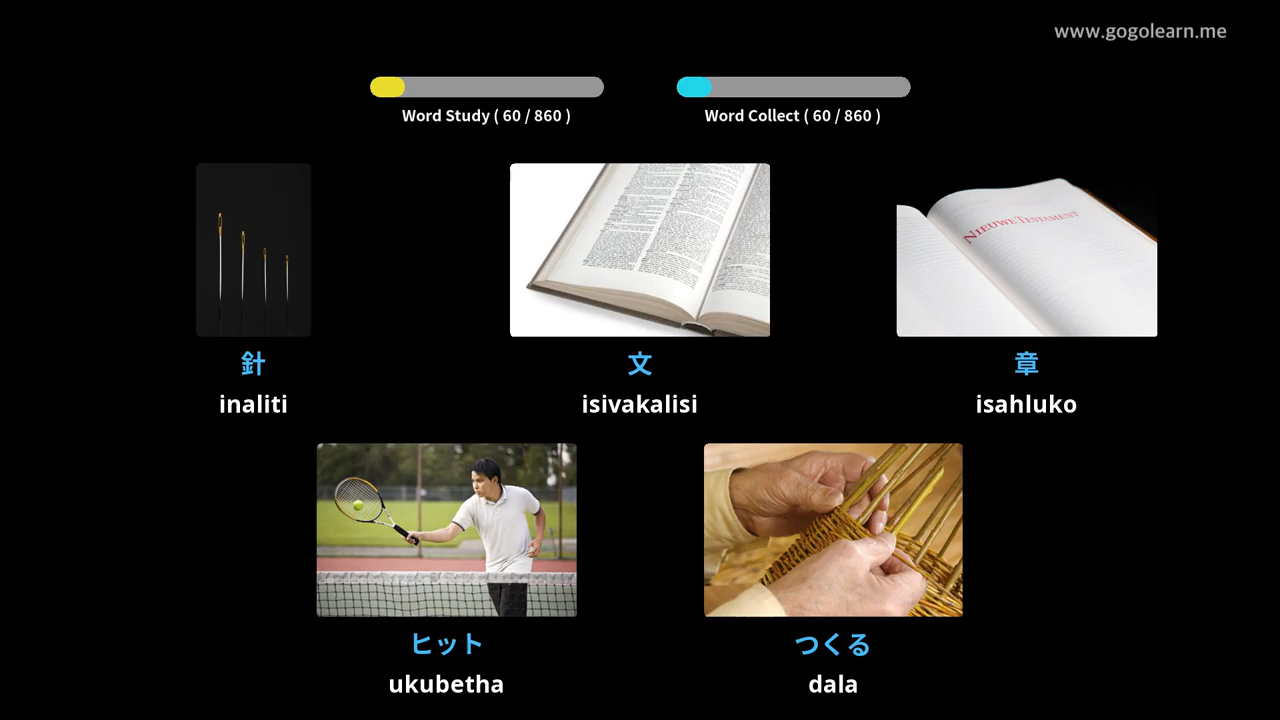 www.gogolearn.me
Word Study ( 60 / 860 )
Word Collect ( 60 / 860 )
NIEUWE TESTAMENT
針
inaliti
文
isivakalisi
章
isahluko
ヒット
ukubetha
つくる
dala